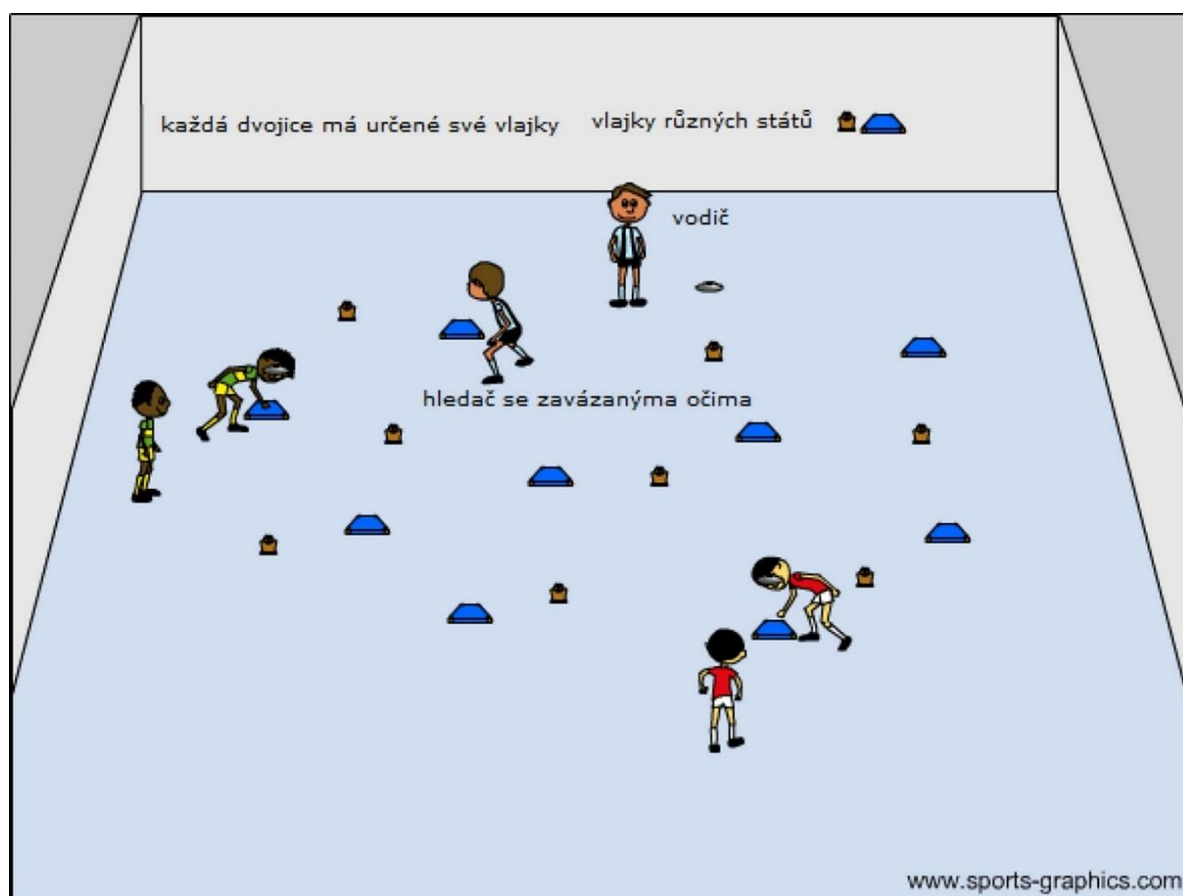 každá dvojice má určené své vlajky
vlajky různých států
vodič
hledač se zavázanýma očima
www.sports-graphics.com